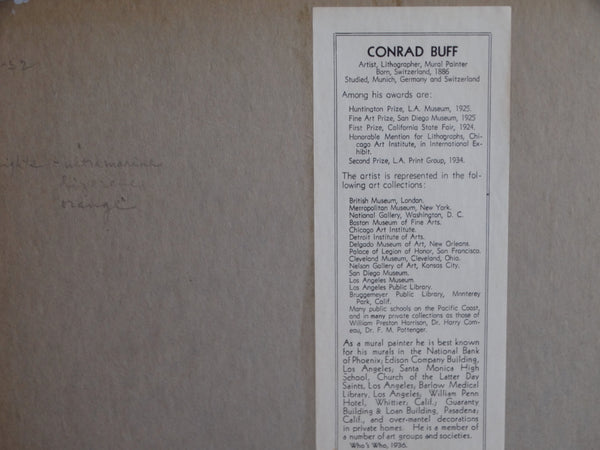 -52
ultramarine
orange
CONRAD BUFF
Artist, Lithographer, Mural Painter
Born, Switzerland, 1886
Studied, Munich, Germany and Switzerland
Among his awards are:
Huntington Prize, L.A. Museum, 1925.
Fine Art Prize, San Diego Museum, 1925
First Prize, California State Fair, 1924.
Honorable Mention for Lithographs, Chi-
cago Art Institute, in International Ex-
hibit.
Second Prize, L.A. Print Group, 1934.
The artist is represented in the fol-
lowing art collections:
British Museum, London.
Metropolitan Museum, New York.
National Gallery, Washington, D. C.
Boston Museum of Fine Arts.
Chicago Art Institute.
Detroit Institute of Arts.
Delgado Museum of Art, New Orleans.
Palace of Legion of Honor, San Francisco.
Cleveland Museum, Cleveland, Ohio.
Nelson Gallery of Art, Kansas City.
San Diego Museum.
Los Angeles Museum.
Los Angeles Public Library.
Bruggemeyer Public Library, Mnnterey
Park, Calif.
Many public schools on the Pacific Coast,
and in many private collections as those of
William Preston Harrison, Dr. Harry Com-
eau, Dr. F. M. Pottenger.
As a mural painter he is best known
for his murals in the National Bank
of Phoenix; Edison Company Building,
Los Angeles; Santa Monica High
School, Church of the Latter Day
Saints, Los Angeles; Barlow Medical
Library, Los Angeles; William Penn
Hotel, Whittier, Calif.; Guaranty
Building & Loan Building, Pasadena;
Calif., and over-mantel decorations
in private homes. He is a member of
a number of art groups and societies.
Who's Who, 1936.